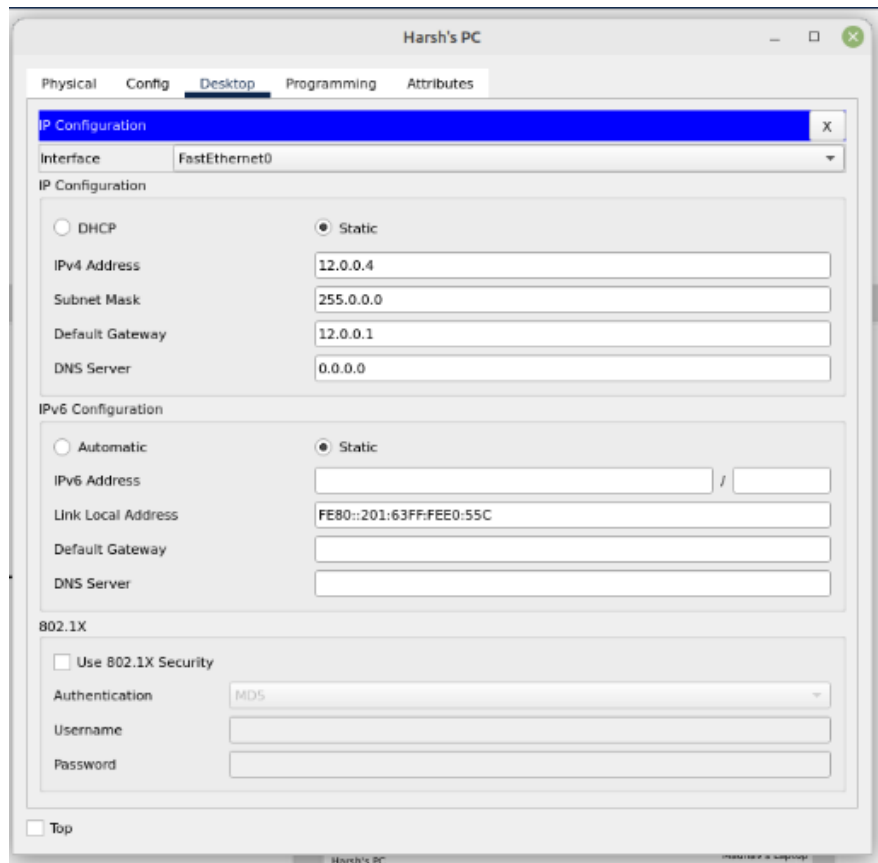 Harsh's PC
Physical Config Desktop Programming Attributes
IP Configuration X
Interface FastEthernet0
IP Configuration
DHCP Static
IPv4 Address 12.0.0.4
Subnet Mask 255.0.0.0
Default Gateway 12.0.0.1
DNS Server 0.0.0.0
IPv6 Configuration
Automatic Static
IPv6 Address /
Link Local Address FE80::201:63FF:FEE0:55C
Default Gateway
DNS Server
802.1X
Use 802.1X Security
Authentication MD5
Username
Password
Top
Harsh's PC Madhav's Laptop